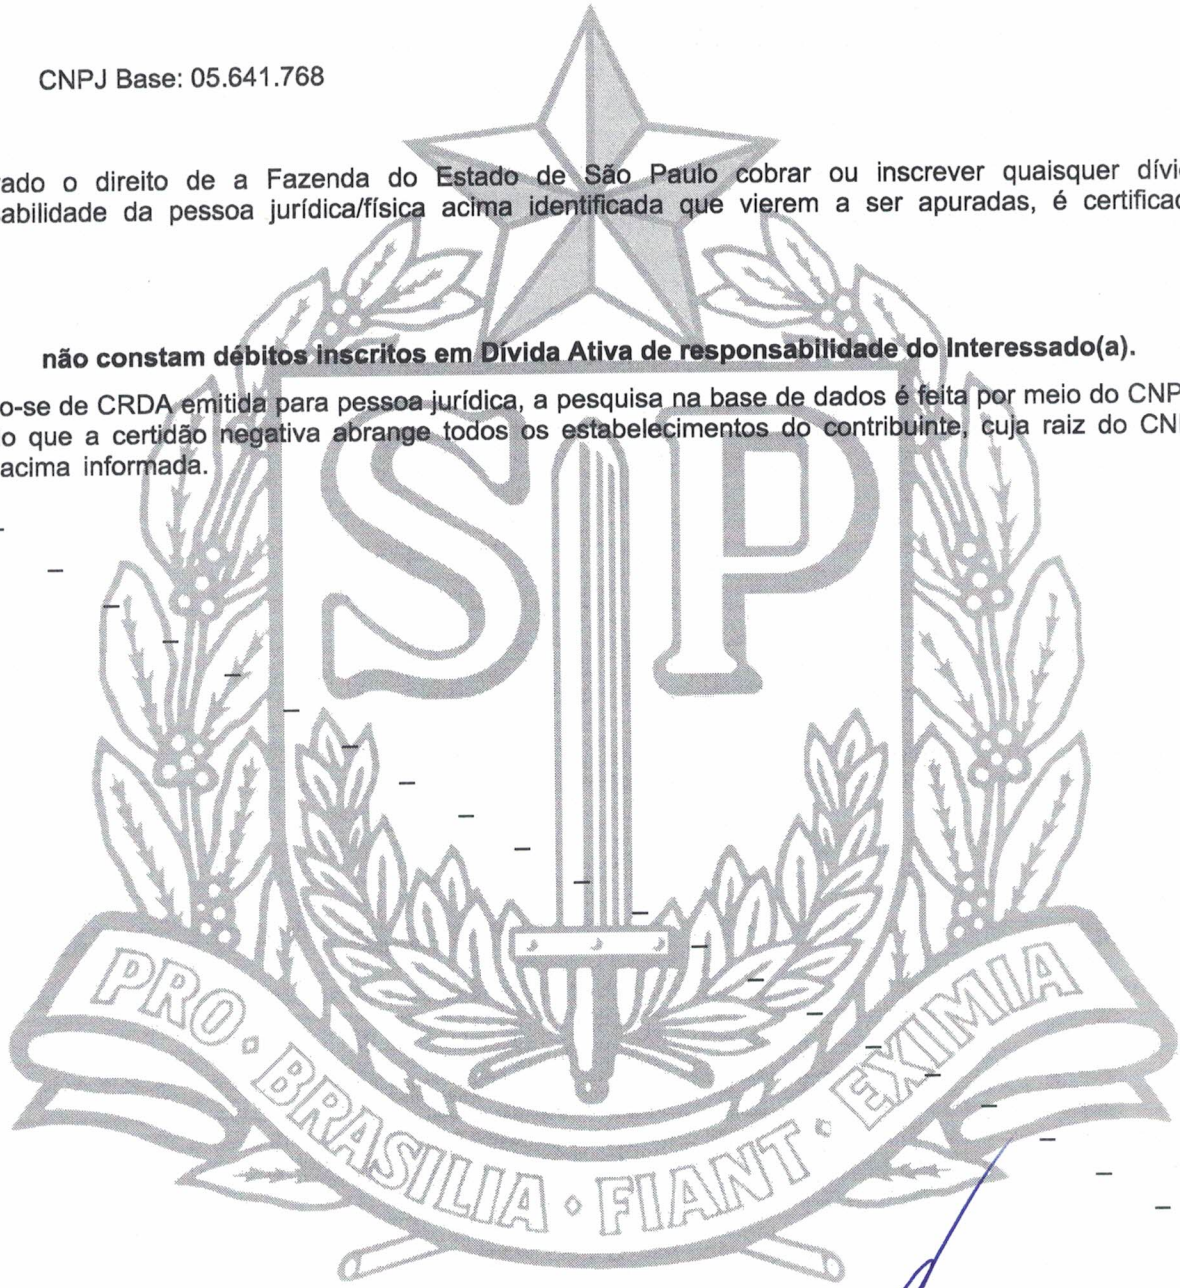 CNPJ Base: 05.641.768
ado o direito de a Fazenda do Estado de São Paulo cobrar ou inscrever quaisquer dívi
abilidade da pessoa jurídica/física acima identificada que vierem a ser apuradas, é certificad
não constam débitos inscritos em Dívida Ativa de responsabilidade do Interessado(a).
o-se de CRDA emitida para pessoa jurídica, a pesquisa na base de dados é feita por meio do CNP
o que a certidão negativa abrange todos os estabelecimentos do contribuinte, cuja raiz do CN
acima informada.
SP
PRO · BRASILIA · FIANT · EXIMIA